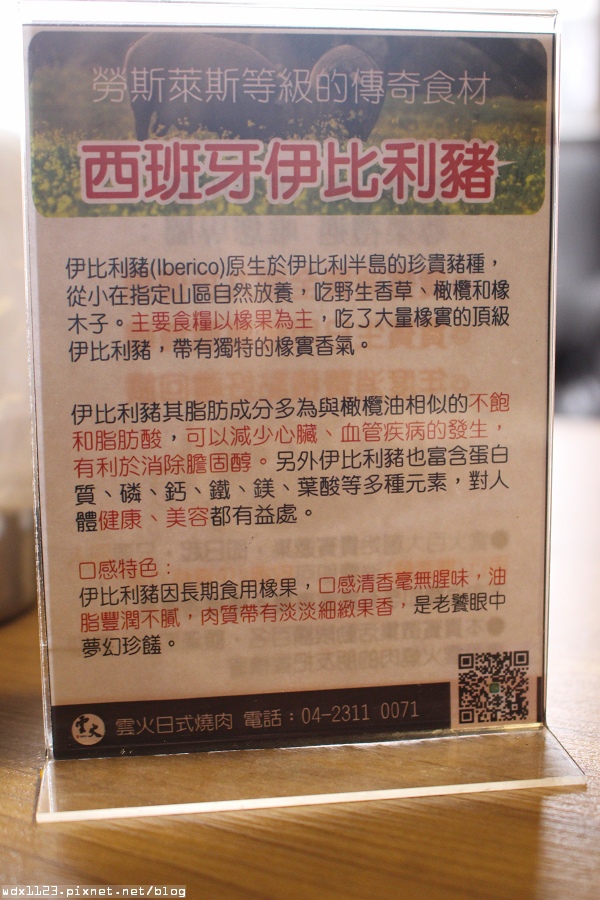 勞斯萊斯等級的傳奇食材
西班牙伊比利豬
伊比利豬(Iberico)原生於伊比利半島的珍貴豬種，
從小在指定山區自然放養，吃野生香草、橄欖和橡
木子。主要食糧以橡果為主，吃了大量橡實的頂級
伊比利豬，帶有獨特的橡實香氣。
伊比利豬其脂肪成分多為與橄欖油相似的不飽
和脂肪酸，可以減少心臟、血管疾病的發生，
有利於消除膽固醇。另外伊比利豬也富含蛋白
質、磷、鈣、鐵、鎂、葉酸等多種元素，對人
體健康、美容都有益處。
口感特色：
伊比利豬因長期食用橡果，口感清香毫無腥味，油
脂豐潤不膩，肉質帶有淡淡細緻果香，是老饕眼中
夢幻珍饈。
雲火 雲火日式燒肉 電話：04-2311 0071
wdx1123.pixnet.net/blog